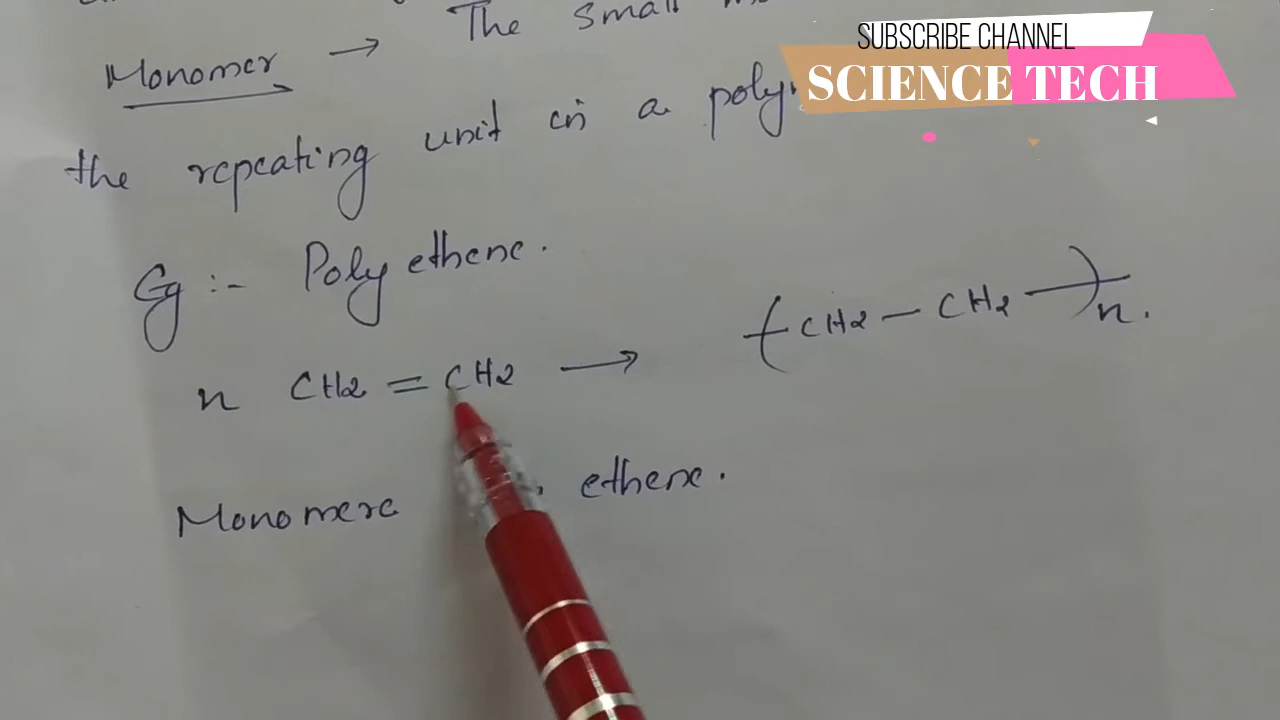 Monomer → The small
the repeating unit in a
Eg :- Polyethene.
n CH2 = CH2 → ( CH2 - CH2 )n.
Monomere ethene.
SUBSCRIBE CHANNEL
SCIENCE TECH